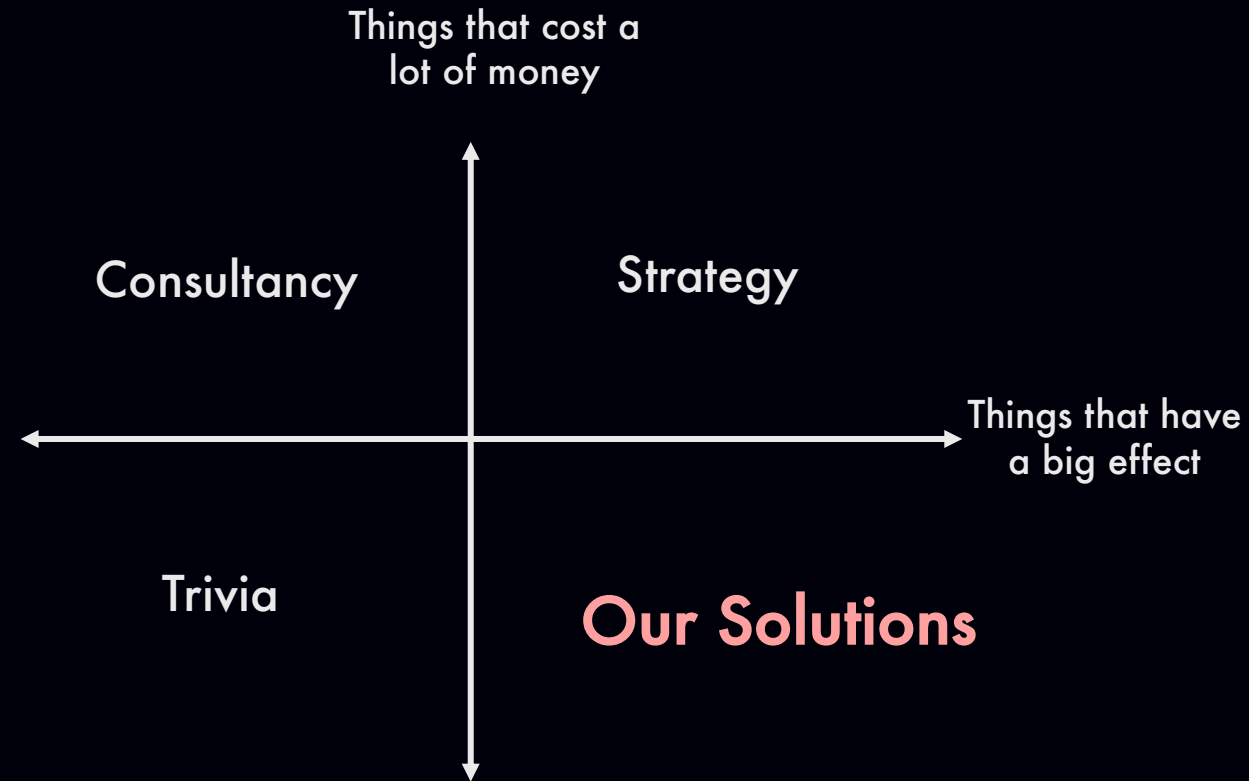 Things that cost a
lot of money
Consultancy
Strategy
Things that have
a big effect
Trivia
Our Solutions